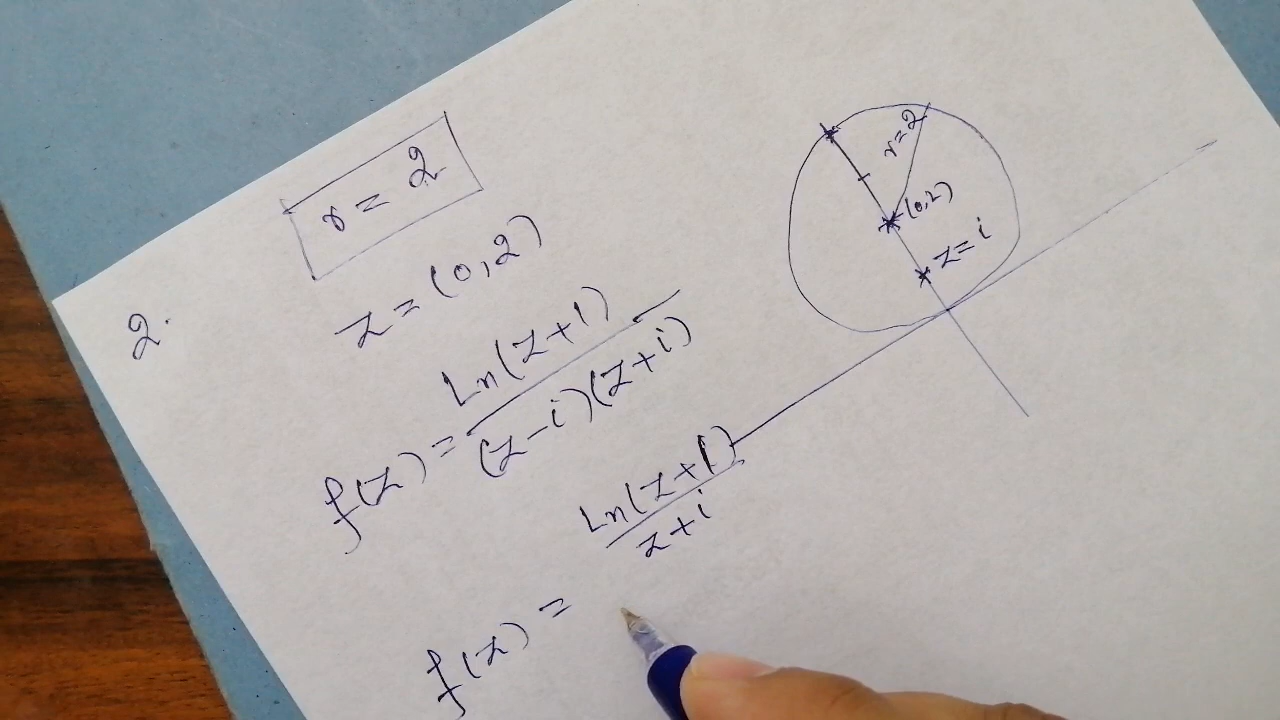 r = 2
2.
z = (0,2)
f(z) = Ln(z+1) / (z-i)(z+i)
f(z) = Ln(z+1) / z+i
r=2
(0,2)
z=i